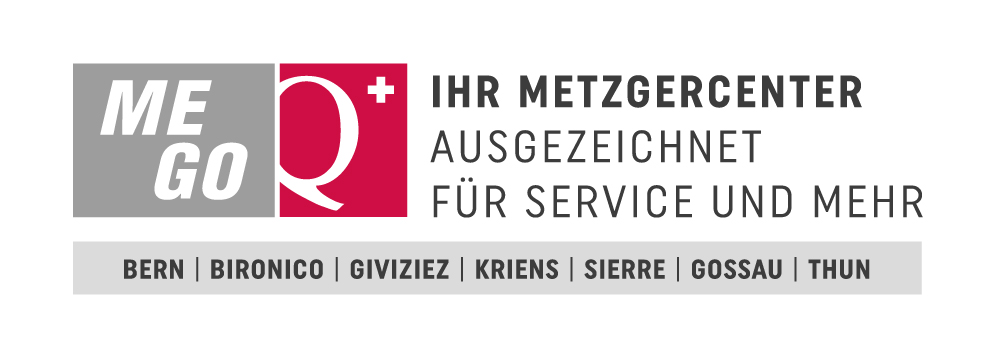 ME
GO
Q+
IHR METZGERCENTER
AUSGEZEICHNET
FÜR SERVICE UND MEHR
BERN | BIRONICO | GIVIZIEZ | KRIENS | SIERRE | GOSSAU | THUN